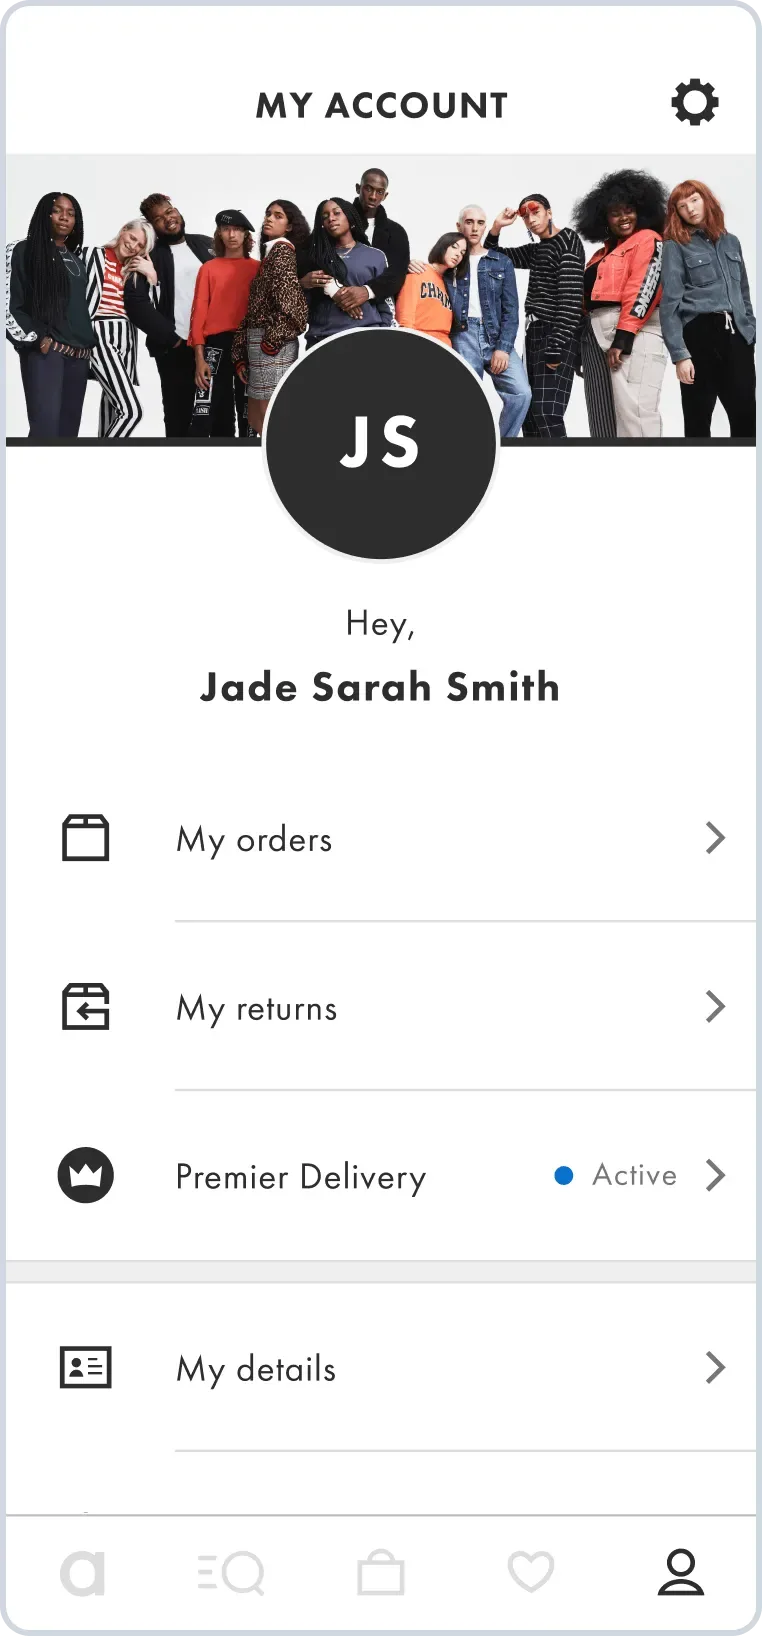 MY ACCOUNT
JS
Hey,
Jade Sarah Smith
My orders
My returns
Premier Delivery
Active
My details